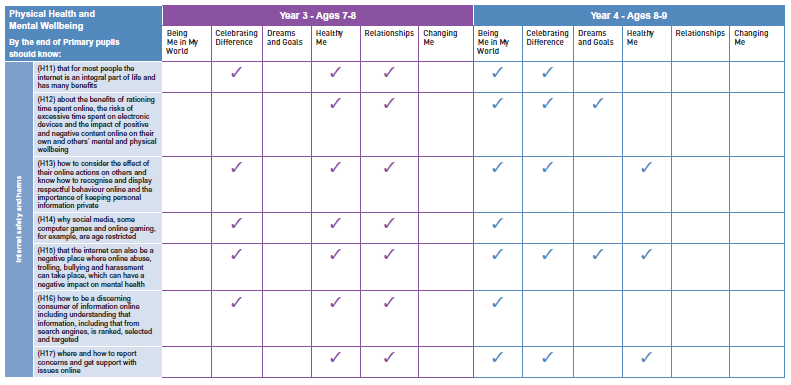 Physical Health and
Mental Wellbeing
By the end of Primary pupils
should know:
Year 3 - Ages 7-8
Year 4 - Ages 8-9
Being
Me in My
World
Celebrating
Difference
Dreams
and Goals
Healthy
Me
Relationships
Changing
Me
Being
Me in My
World
Celebrating
Difference
Dreams
and Goals
Healthy
Me
Relationships
Changing
Me
Internet safety and harms
(H11) that for most people the
internet is an integral part of life and
has many benefits
✓ ✓ ✓ ✓ ✓
(H12) about the benefits of rationing
time spent online, the risks of
excessive time spent on electronic
devices and the impact of positive
and negative content online on their
own and others' mental and physical
wellbeing
✓ ✓ ✓ ✓ ✓
(H13) how to consider the effect of
their online actions on others and
know how to recognise and display
respectful behaviour online and the
importance of keeping personal
information private
✓ ✓ ✓ ✓ ✓ ✓
(H14) why social media, some
computer games and online gaming,
for example, are age restricted
✓ ✓ ✓ ✓
(H15) that the internet can also be a
negative place where online abuse,
trolling, bullying and harassment
can take place, which can have a
negative impact on mental health
✓ ✓ ✓ ✓ ✓ ✓ ✓
(H16) how to be a discerning
consumer of information online
including understanding that
information, including that from
search engines, is ranked, selected
and targeted
✓ ✓ ✓ ✓
(H17) where and how to report
concerns and get support with
issues online
✓ ✓ ✓ ✓ ✓